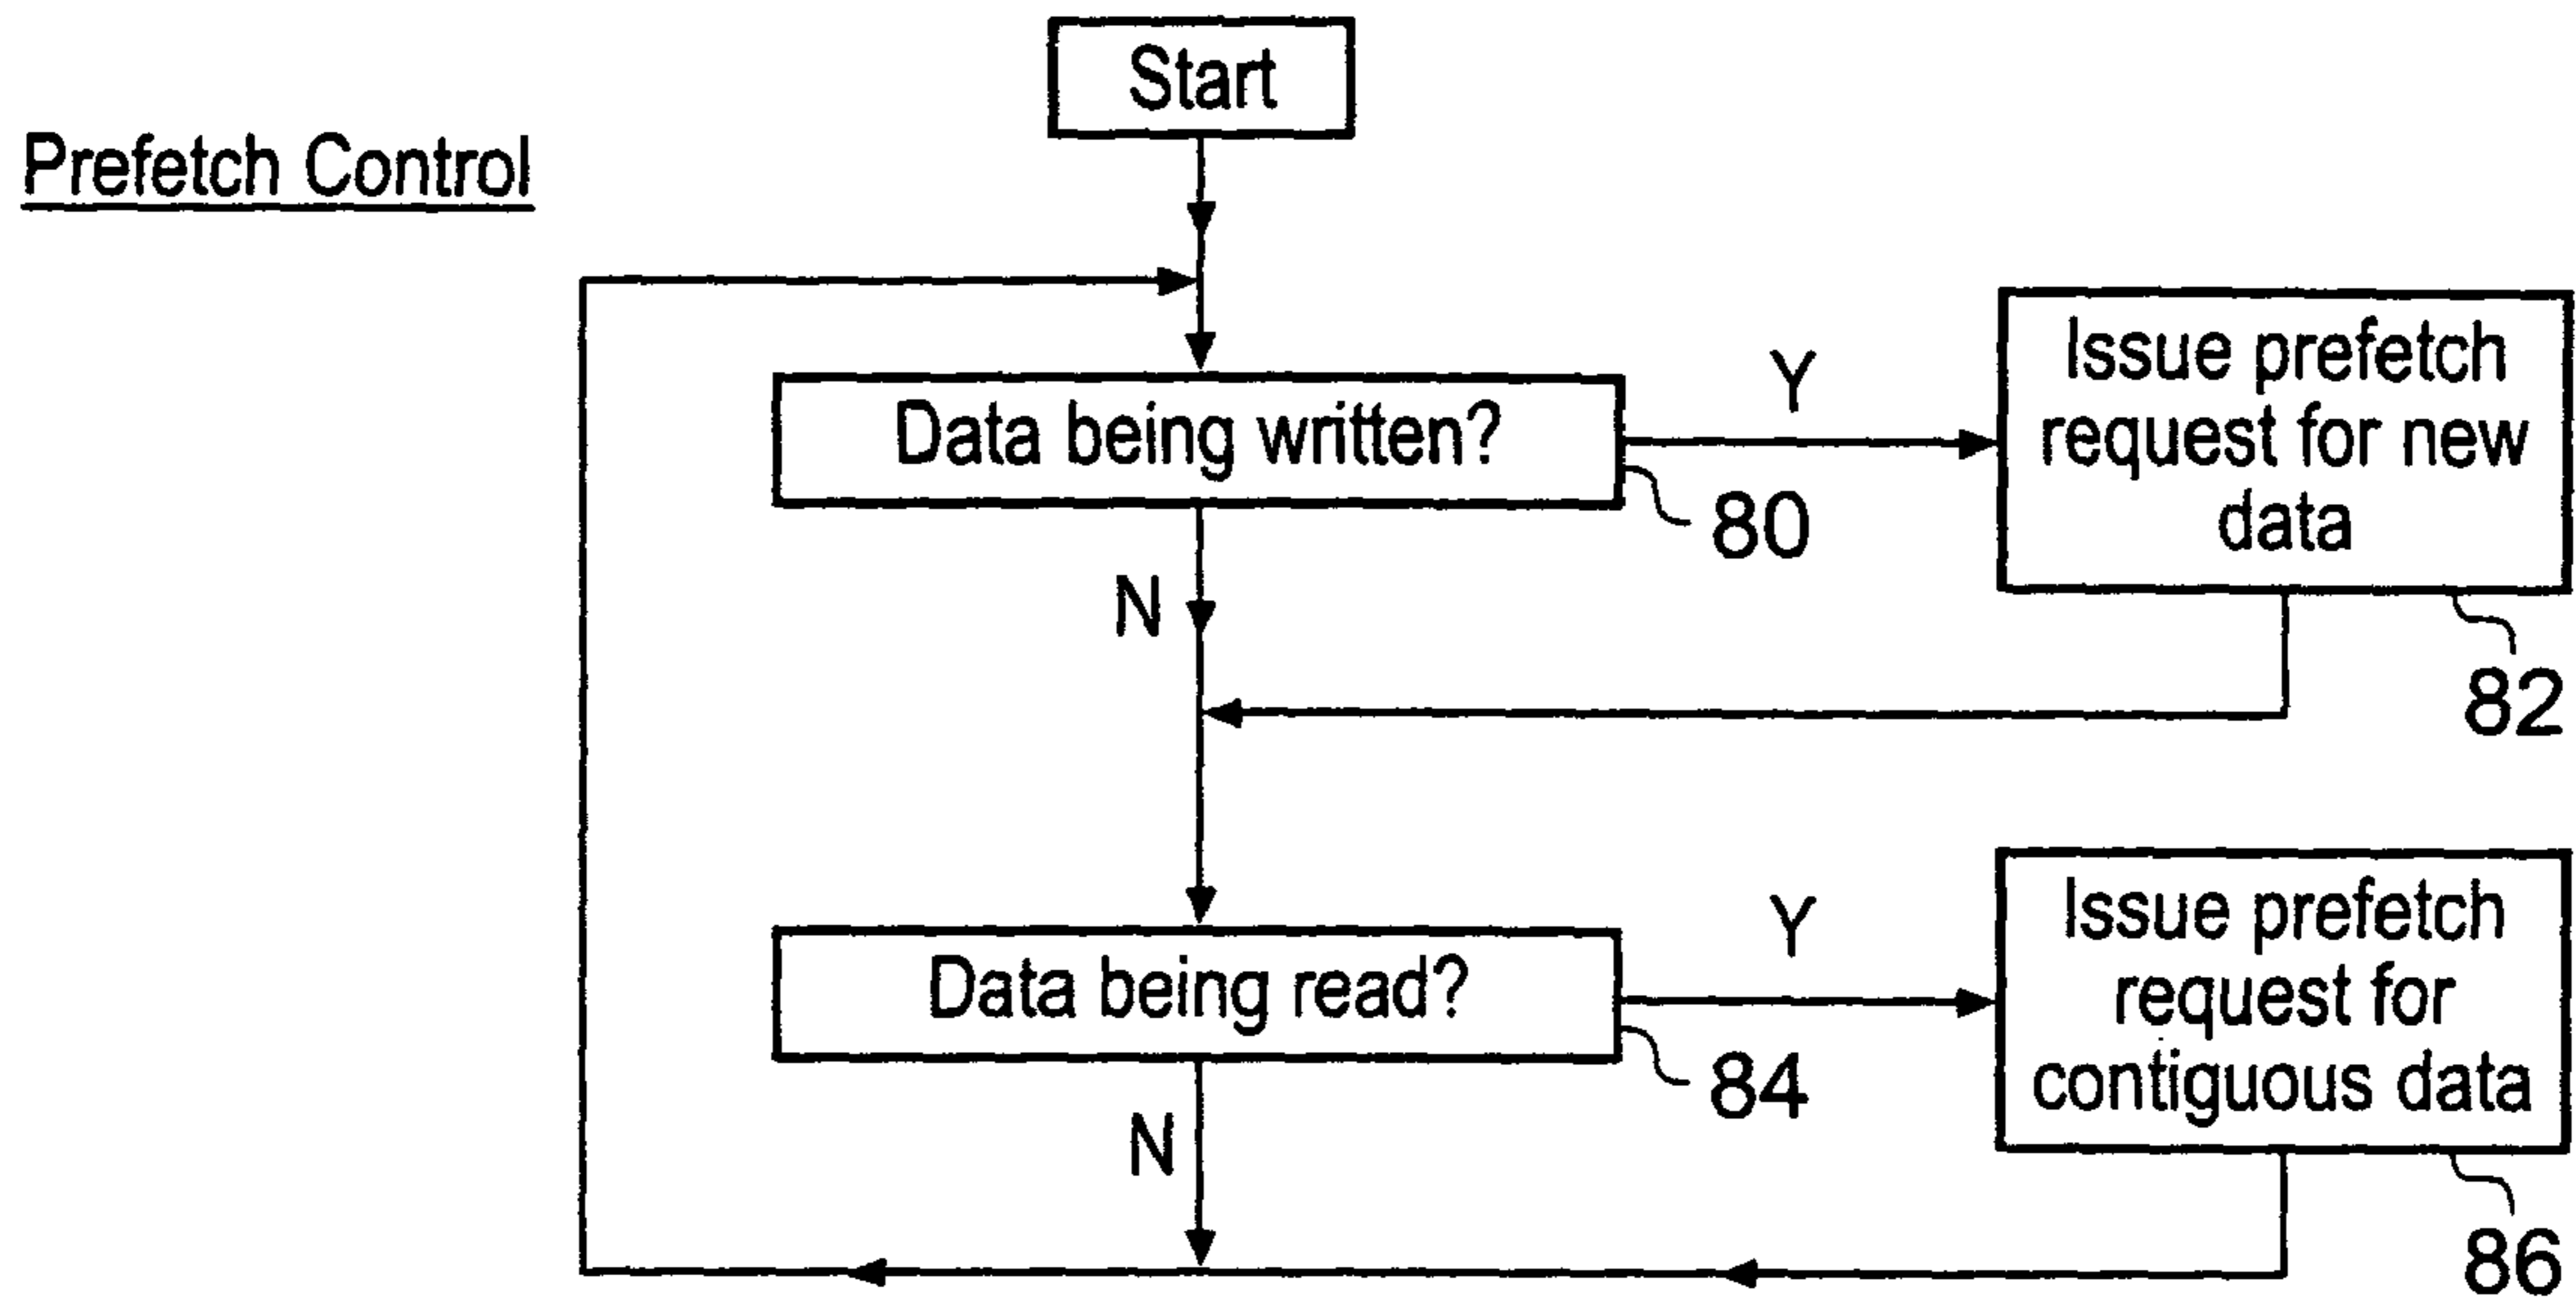 Start
Prefetch Control
Data being written?
Y
Issue prefetch
request for new
data
80
82
N
Data being read?
Y
Issue prefetch
request for
contiguous data
84
86
N